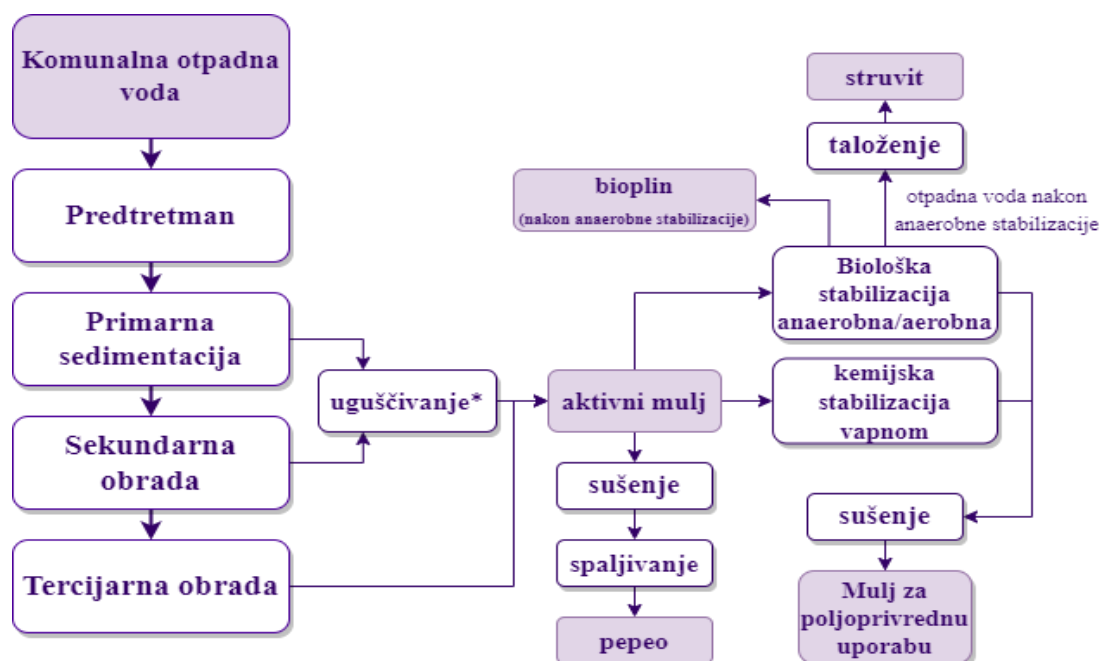 Komunalna otpadna
voda
Predtretman
Primarna
sedimentacija
Sekundarna
obrada
Tercijarna obrada
uguščivanje*
aktivni mulj
sušenje
spaljivanje
pepeo
bioplin
(nakon anaerobne stabilizacije)
struvit
taloženje
otpadna voda nakon
anaerobne stabilizacije
Biološka
stabilizacija
anaerobna/aerobna
kemijska
stabilizacija
vapnom
sušenje
Mulj za
poljoprivrednu
uporabu